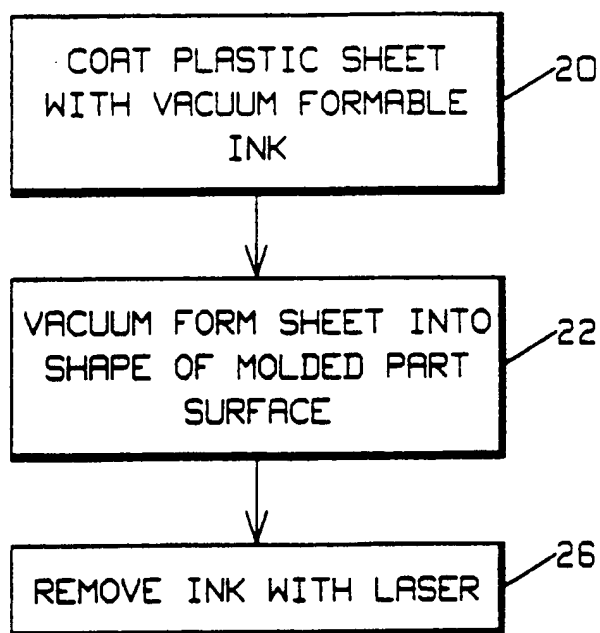 COAT PLASTIC SHEET
WITH VACUUM FORMABLE
INK
20
VACUUM FORM SHEET INTO
SHAPE OF MOLDED PART
SURFACE
22
REMOVE INK WITH LASER
26